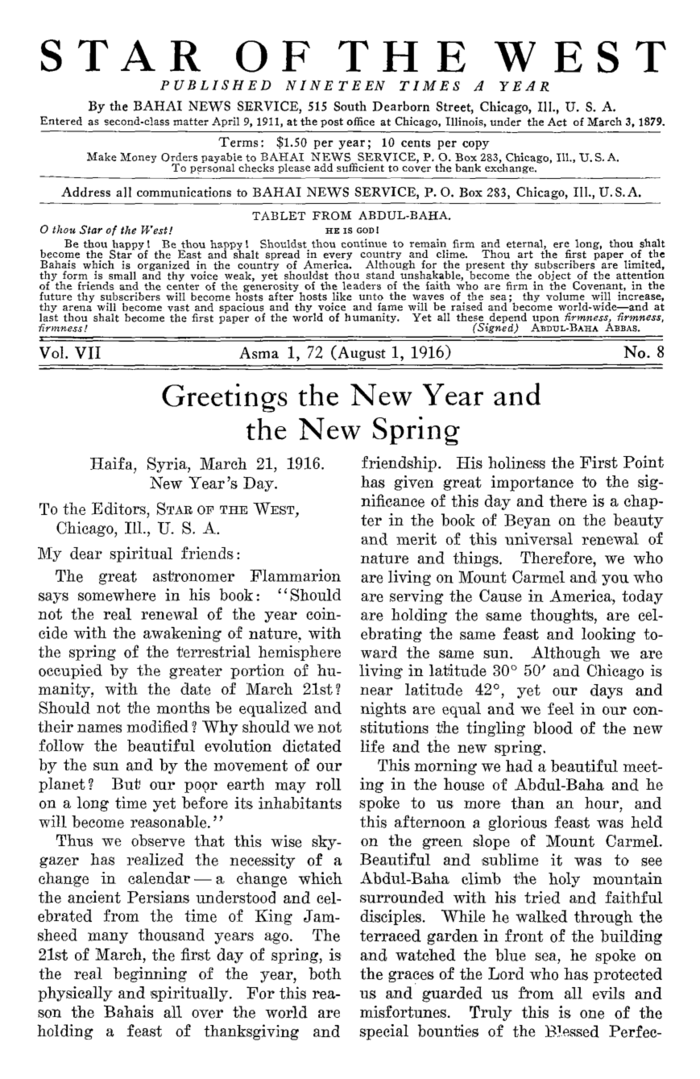 STAR OF THE WEST
PUBLISHED NINETEEN TIMES A YEAR
By the BAHAI NEWS SERVICE, 515 South Dearborn Street, Chicago, Ill., U. S. A.
Entered as second-class matter April 9, 1911, at the post office at Chicago, Illinois, under the Act of March 3, 1879.
Terms: $1.50 per year; 10 cents per copy
Make Money Orders payable to BAHAI NEWS SERVICE, P. O. Box 283, Chicago, Ill., U. S. A.
To personal checks please add sufficient to cover the bank exchange.
Address all communications to BAHAI NEWS SERVICE, P. O. Box 283, Chicago, Ill., U. S. A.
TABLET FROM ABDUL-BAHA.
O thou Star of the West! HE IS GOD!
Be thou happy! Be thou happy! Shouldst thou continue to remain firm and eternal, ere long, thou shalt
become the Star of the East and shalt spread in every country and clime. Thou art the first paper of the
Bahais which is organized in the country of America. Although for the present thy subscribers are limited,
thy form is small and thy voice weak, yet shouldst thou stand unshakable, become the object of the attention
of the friends and the center of the generosity of the leaders of the faith who are firm in the Covenant, in the
future thy subscribers will become hosts after hosts like unto the waves of the sea; thy volume will increase,
thy arena will become vast and spacious and thy voice and fame will be raised and become world-wide—and at
last thou shalt become the first paper of the world of humanity. Yet all these depend upon firmness, firmness,
firmness! (Signed) ABDUL-BAHA ABBAS.
Vol. VII Asma 1, 72 (August 1, 1916) No. 8
Greetings the New Year and
the New Spring
Haifa, Syria, March 21, 1916.
New Year's Day.
To the Editors, STAR OF THE WEST,
Chicago, Ill., U. S. A.
My dear spiritual friends:
The great astronomer Flammarion
says somewhere in his book: "Should
not the real renewal of the year coin-
cide with the awakening of nature, with
the spring of the terrestrial hemisphere
occupied by the greater portion of hu-
manity, with the date of March 21st?
Should not the months be equalized and
their names modified? Why should we not
follow the beautiful evolution dictated
by the sun and by the movement of our
planet? But our poor earth may roll
on a long time yet before its inhabitants
will become reasonable."
Thus we observe that this wise sky-
gazer has realized the necessity of a
change in calendar — a change which
the ancient Persians understood and cel-
ebrated from the time of King Jam-
sheed many thousand years ago. The
21st of March, the first day of spring, is
the real beginning of the year, both
physically and spiritually. For this rea-
son the Bahais all over the world are
holding a feast of thanksgiving and
friendship. His holiness the First Point
has given great importance to the sig-
nificance of this day and there is a chap-
ter in the book of Beyan on the beauty
and merit of this universal renewal of
nature and things. Therefore, we who
are living on Mount Carmel and you who
are serving the Cause in America, today
are holding the same thoughts, are cel-
ebrating the same feast and looking to-
ward the same sun. Although we are
living in latitude 30° 50′ and Chicago is
near latitude 42°, yet our days and
nights are equal and we feel in our con-
stitutions the tingling blood of the new
life and the new spring.
This morning we had a beautiful meet-
ing in the house of Abdul-Baha and he
spoke to us more than an hour, and
this afternoon a glorious feast was held
on the green slope of Mount Carmel.
Beautiful and sublime it was to see
Abdul-Baha climb the holy mountain
surrounded with his tried and faithful
disciples. While he walked through the
terraced garden in front of the building
and watched the blue sea, he spoke on
the graces of the Lord who has protected
us and guarded us from all evils and
misfortunes. Truly this is one of the
special bounties of the Blessed Perfec-